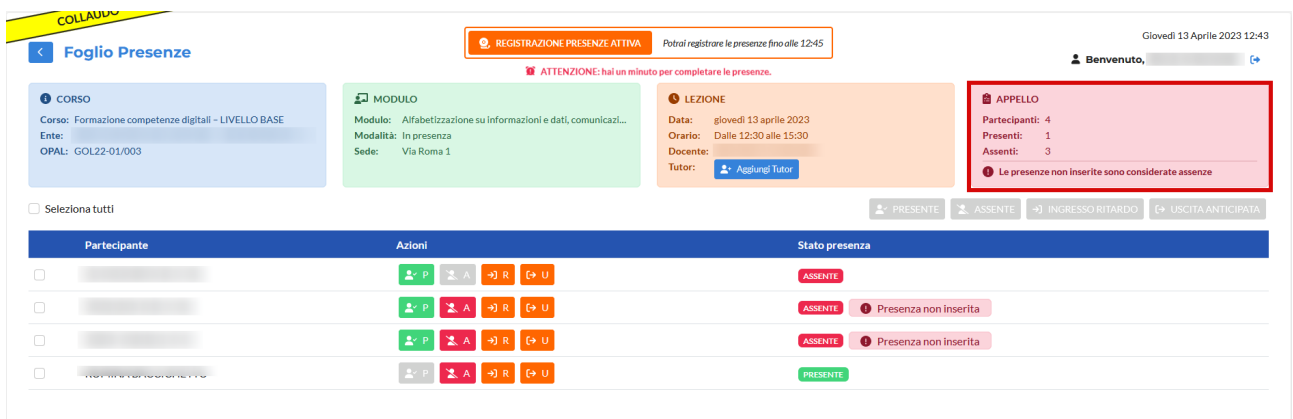 COLLAUDO
Giovedì 13 Aprile 2023 12:43
Foglio Presenze
REGISTRAZIONE PRESENZE ATTIVA Potrai registrare le presenze fino alle 12:45
Benvenuto,
ATTENZIONE: hai un minuto per completare le presenze.
CORSO
Corso: Formazione competenze digitali – LIVELLO BASE
Ente:
OPAL: GOL22-01/003
MODULO
Modulo: Alfabetizzazione su informazioni e dati, comunicazi...
Modalità: In presenza
Sede: Via Roma 1
LEZIONE
Data: giovedì 13 aprile 2023
Orario: Dalle 12:30 alle 15:30
Docente:
Tutor: Aggiungi Tutor
APPELLO
Partecipanti: 4
Presenti: 1
Assenti: 3
Le presenze non inserite sono considerate assenze
Seleziona tutti
PRESENTE ASSENTE INGRESSO RITARDO USCITA ANTICIPATA
Partecipante Azioni Stato presenza
P A R U ASSENTE
P A R U ASSENTE Presenza non inserita
P A R U ASSENTE Presenza non inserita
P A R U PRESENTE